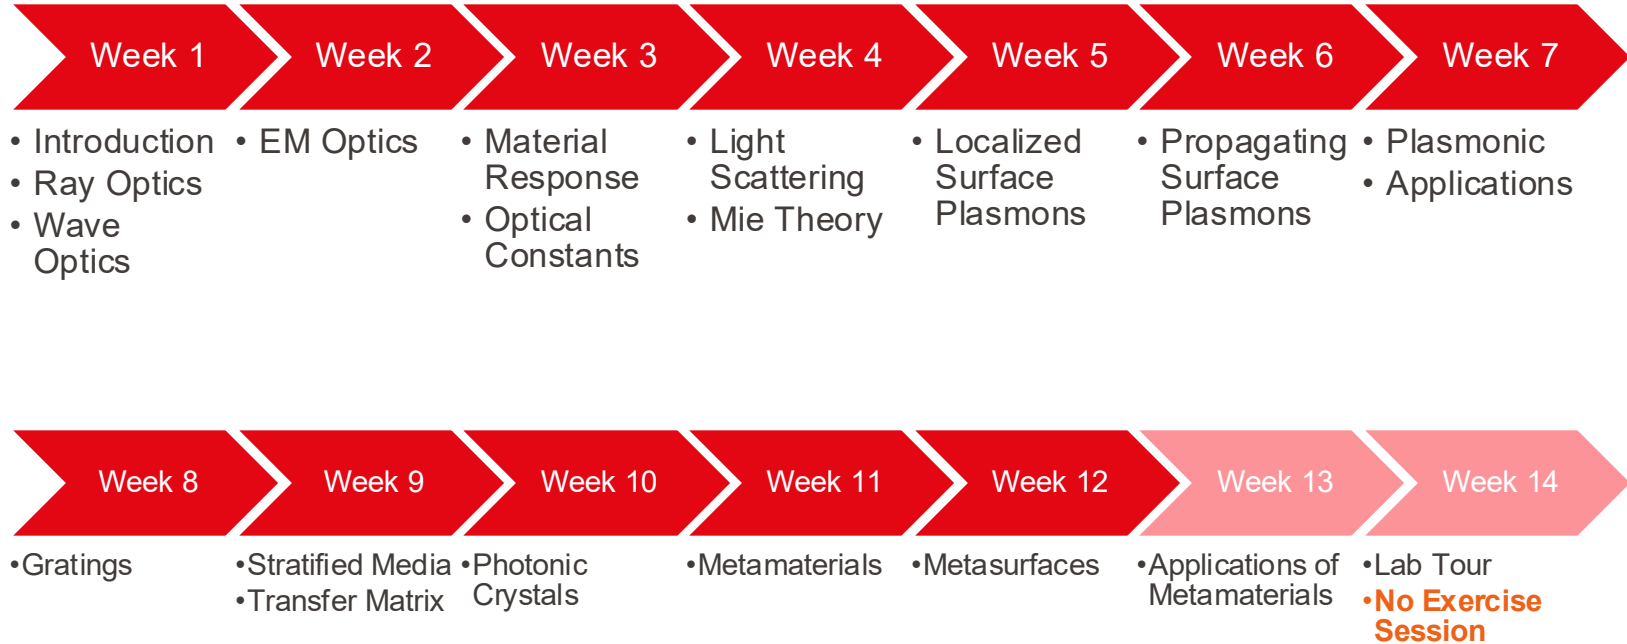 Week 1
Week 2
Week 3
Week 4
Week 5
Week 6
Week 7
• Introduction
• Ray Optics
• Wave
Optics
• EM Optics
• Material
Response
• Optical
Constants
• Light
Scattering
• Mie Theory
• Localized
Surface
Plasmons
• Propagating
Surface
Plasmons
• Plasmonic
• Applications
Week 8
Week 9
Week 10
Week 11
Week 12
Week 13
Week 14
•Gratings
•Stratified Media
•Transfer Matrix
•Photonic
Crystals
•Metamaterials
•Metasurfaces
•Applications of
Metamaterials
•Lab Tour
•No Exercise
Session